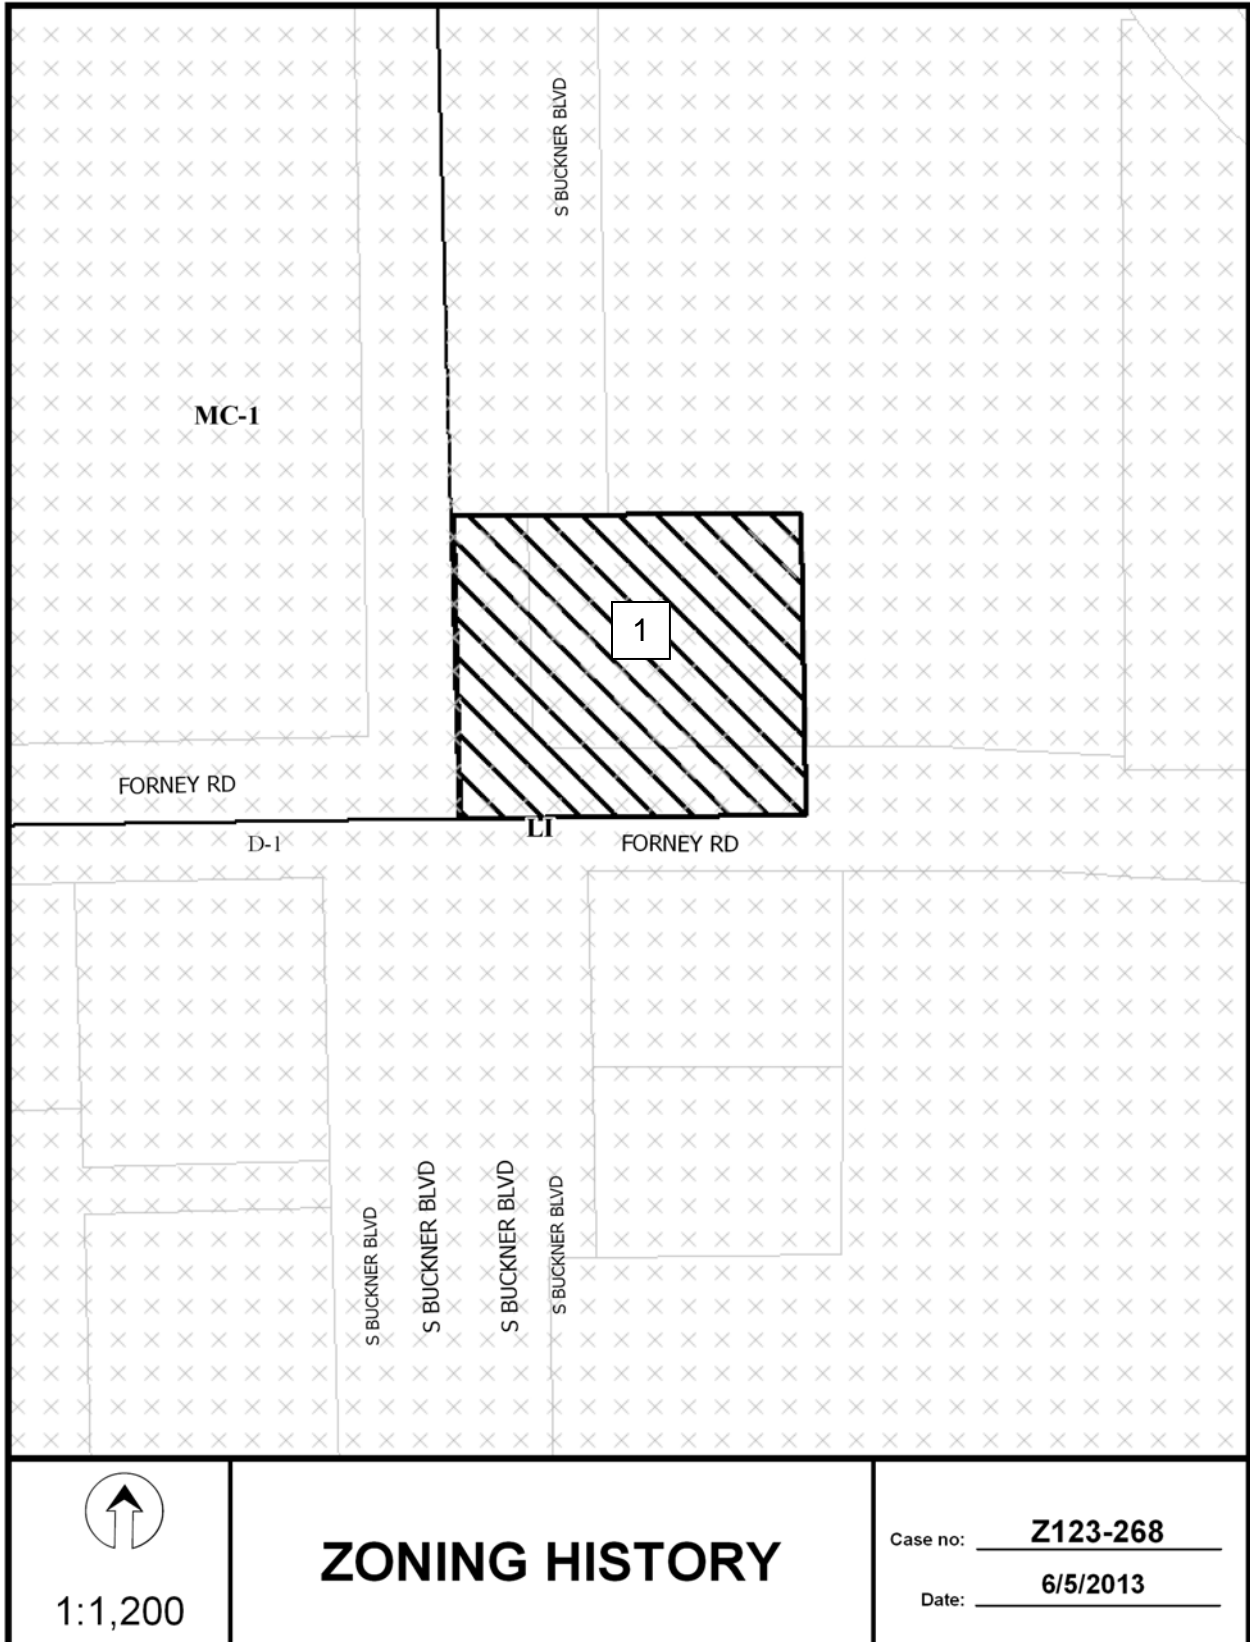 S BUCKNER BLVD
MC-1
1
FORNEY RD
LI
D-1
FORNEY RD
S BUCKNER BLVD
S BUCKNER BLVD
S BUCKNER BLVD
S BUCKNER BLVD
1:1,200
ZONING HISTORY
Case no: Z123-268
Date: 6/5/2013